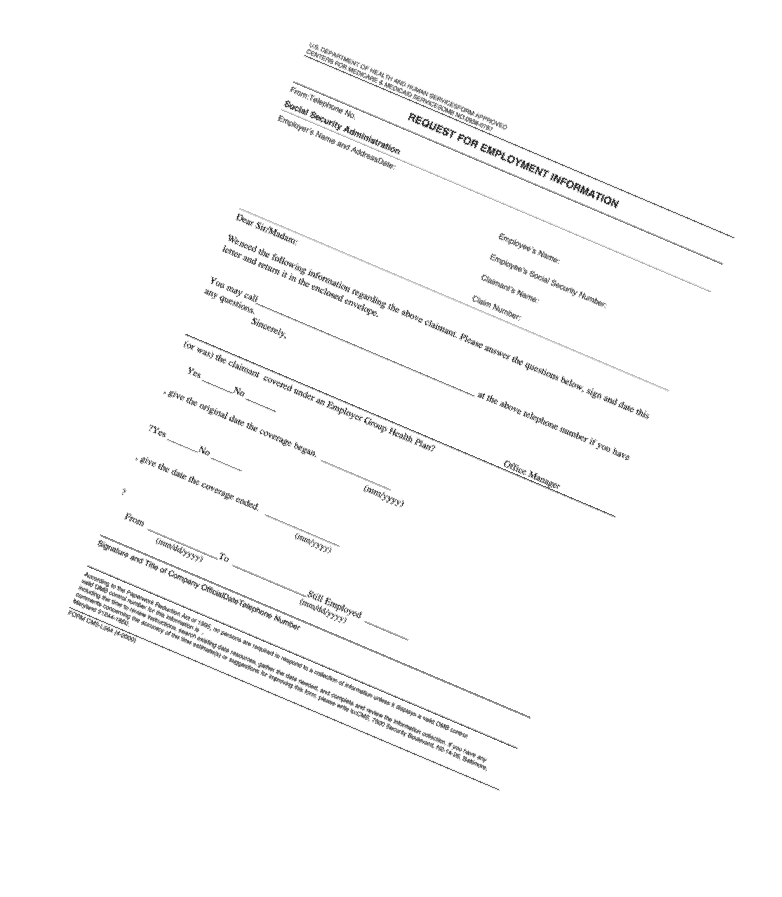 U.S. DEPARTMENT OF HEALTH AND HUMAN SERVICESFORM APPROVED
CENTERS FOR MEDICARE & MEDICAID SERVICESOMB NO.0938-0787
REQUEST FOR EMPLOYMENT INFORMATION
From:Telephone No.
Social Security Administration
Employer's Name and AddressDate:
Employee's Name:
Employee's Social Security Number:
Claimant's Name:
Claim Number:
Dear Sir/Madam:
We need the following information regarding the above claimant. Please answer the questions below, sign and date this
letter and return it in the enclosed envelope.
You may call at the above telephone number if you have
any questions.
Sincerely,
Office Manager
(or was) the claimant covered under an Employer Group Health Plan?
Yes No
, give the original date the coverage began.
(mm/yyyy)
?Yes No
, give the date the coverage ended.
(mm/yyyy)
?
From To Still Employed
(mm/dd/yyyy) (mm/dd/yyyy)
Signature and Title of Company OfficialDateTelephone Number
According to the Paperwork Reduction Act of 1995, no persons are required to respond to a collection of information unless it displays a valid OMB control
valid OMB control number for this information is .
including the time to review instructions, search existing data resources, gather the data needed, and complete and review the information collection. If you have any
comments concerning the accuracy of the time estimate(s) or suggestions for improving this form, please write to:CMS, 7500 Security Boulevard, N2-14-26, Baltimore,
Maryland 21244-1850.
FORM CMS-L564 (4-2000)